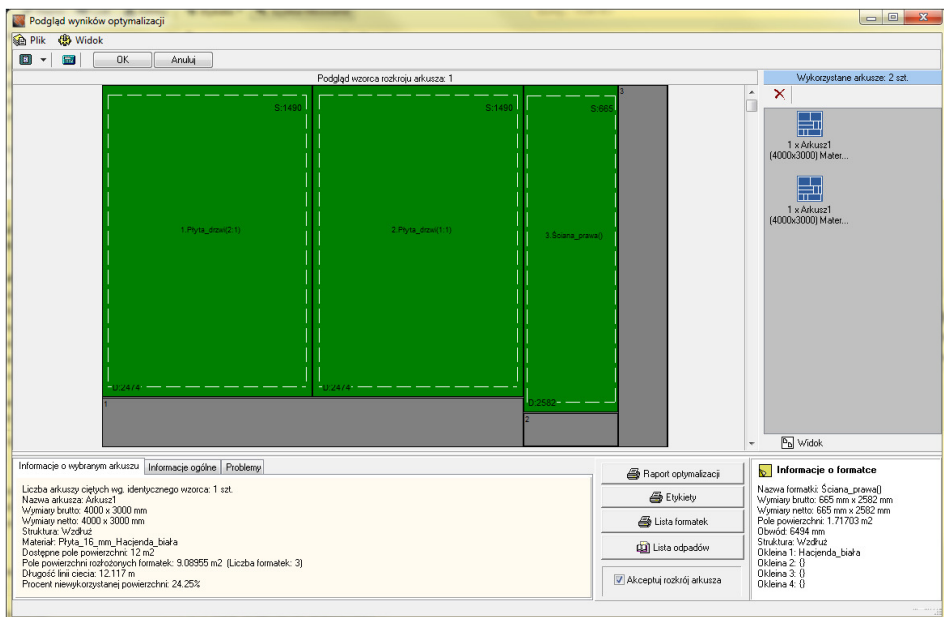 Podgląd wyników optymalizacji
Plik Widok
OK Anuluj
Podgląd wzorca rozkroju arkusza: 1
Wykorzystane arkusze: 2 szt.
S:1490
S:1490
S:665
3
1.Płyta_drzwi(2:1)
2.Płyta_drzwi(1:1)
3.Ściana_prawa()
D:2474
D:2474
D:2582
1
2
1 x Arkusz1
(4000x3000) Mater...
1 x Arkusz1
(4000x3000) Mater...
Widok
Informacje o wybranym arkuszu Informacje ogólne Problemy
Liczba arkuszy ciętych wg. identycznego wzorca: 1 szt.
Nazwa arkusza: Arkusz1
Wymiary brutto: 4000 x 3000 mm
Wymiary netto: 4000 x 3000 mm
Struktura: Wzdłuż
Materiał: Płyta_16_mm_Hacjenda_biała
Dostępne pole powierzchni: 12 m2
Pole powierzchni rozłożonych formatek: 9.08955 m2 (Liczba formatek: 3)
Długość linii ciecia: 12.117 m
Procent niewykorzystanej powierzchni: 24.25%
Raport optymalizacji
Etykiety
Lista formatek
Lista odpadów
Akceptuj rozkrój arkusza
Informacje o formatce
Nazwa formatki: Ściana_prawa()
Wymiary brutto: 665 mm x 2582 mm
Wymiary netto: 665 mm x 2582 mm
Pole powierzchni: 1.71703 m2
Obwód: 6494 mm
Struktura: Wzdłuż
Okleina 1: Hacjenda_biała
Okleina 2: {}
Okleina 3: {}
Okleina 4: {}